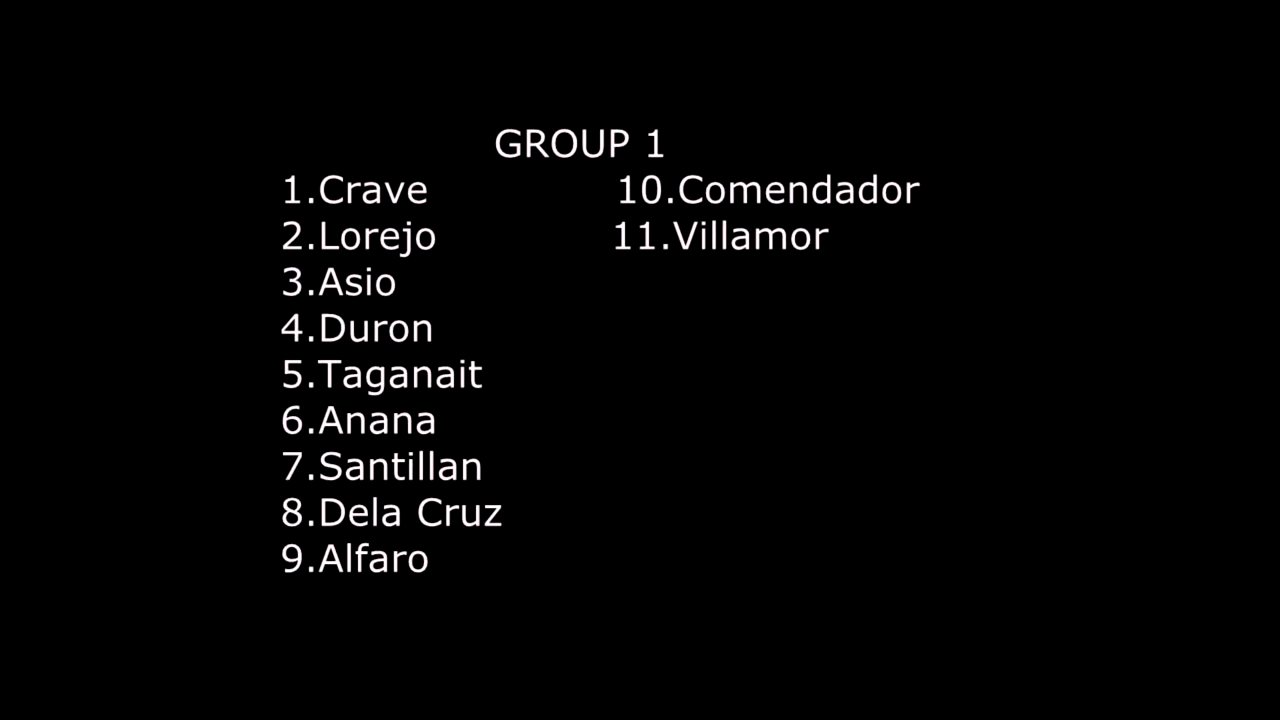 GROUP 1
1.Crave
2.Lorejo
3.Asio
4.Duron
5.Taganait
6.Anana
7.Santillan
8.Dela Cruz
9.Alfaro
10.Comendador
11.Villamor